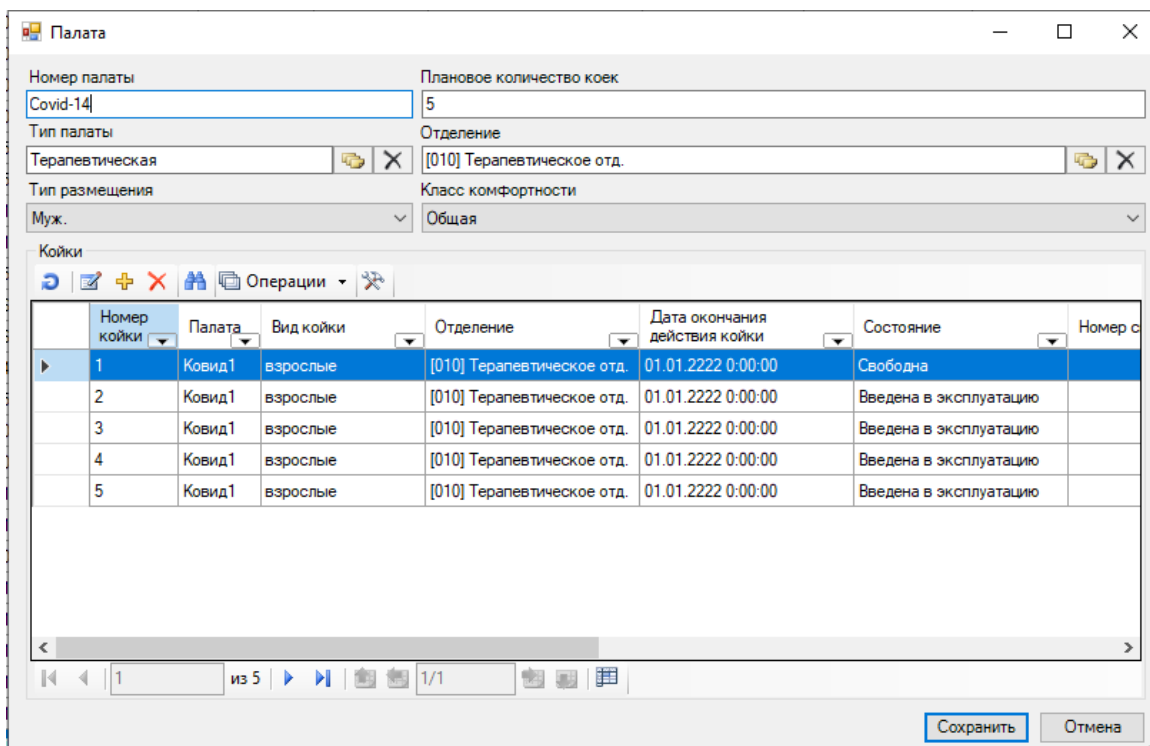 Палата
Номер палаты Плановое количество коек
Covid-14 5
Тип палаты Отделение
Терапевтическая [010] Терапевтическое отд.
Тип размещения Класс комфортности
Муж. Общая
Койки
Операции
Номер койки Палата Вид койки Отделение Дата окончания действия койки Состояние Номер с
1 Ковид1 взрослые [010] Терапевтическое отд. 01.01.2222 0:00:00 Свободна
2 Ковид1 взрослые [010] Терапевтическое отд. 01.01.2222 0:00:00 Введена в эксплуатацию
3 Ковид1 взрослые [010] Терапевтическое отд. 01.01.2222 0:00:00 Введена в эксплуатацию
4 Ковид1 взрослые [010] Терапевтическое отд. 01.01.2222 0:00:00 Введена в эксплуатацию
5 Ковид1 взрослые [010] Терапевтическое отд. 01.01.2222 0:00:00 Введена в эксплуатацию
1 из 5 1/1
Сохранить Отмена